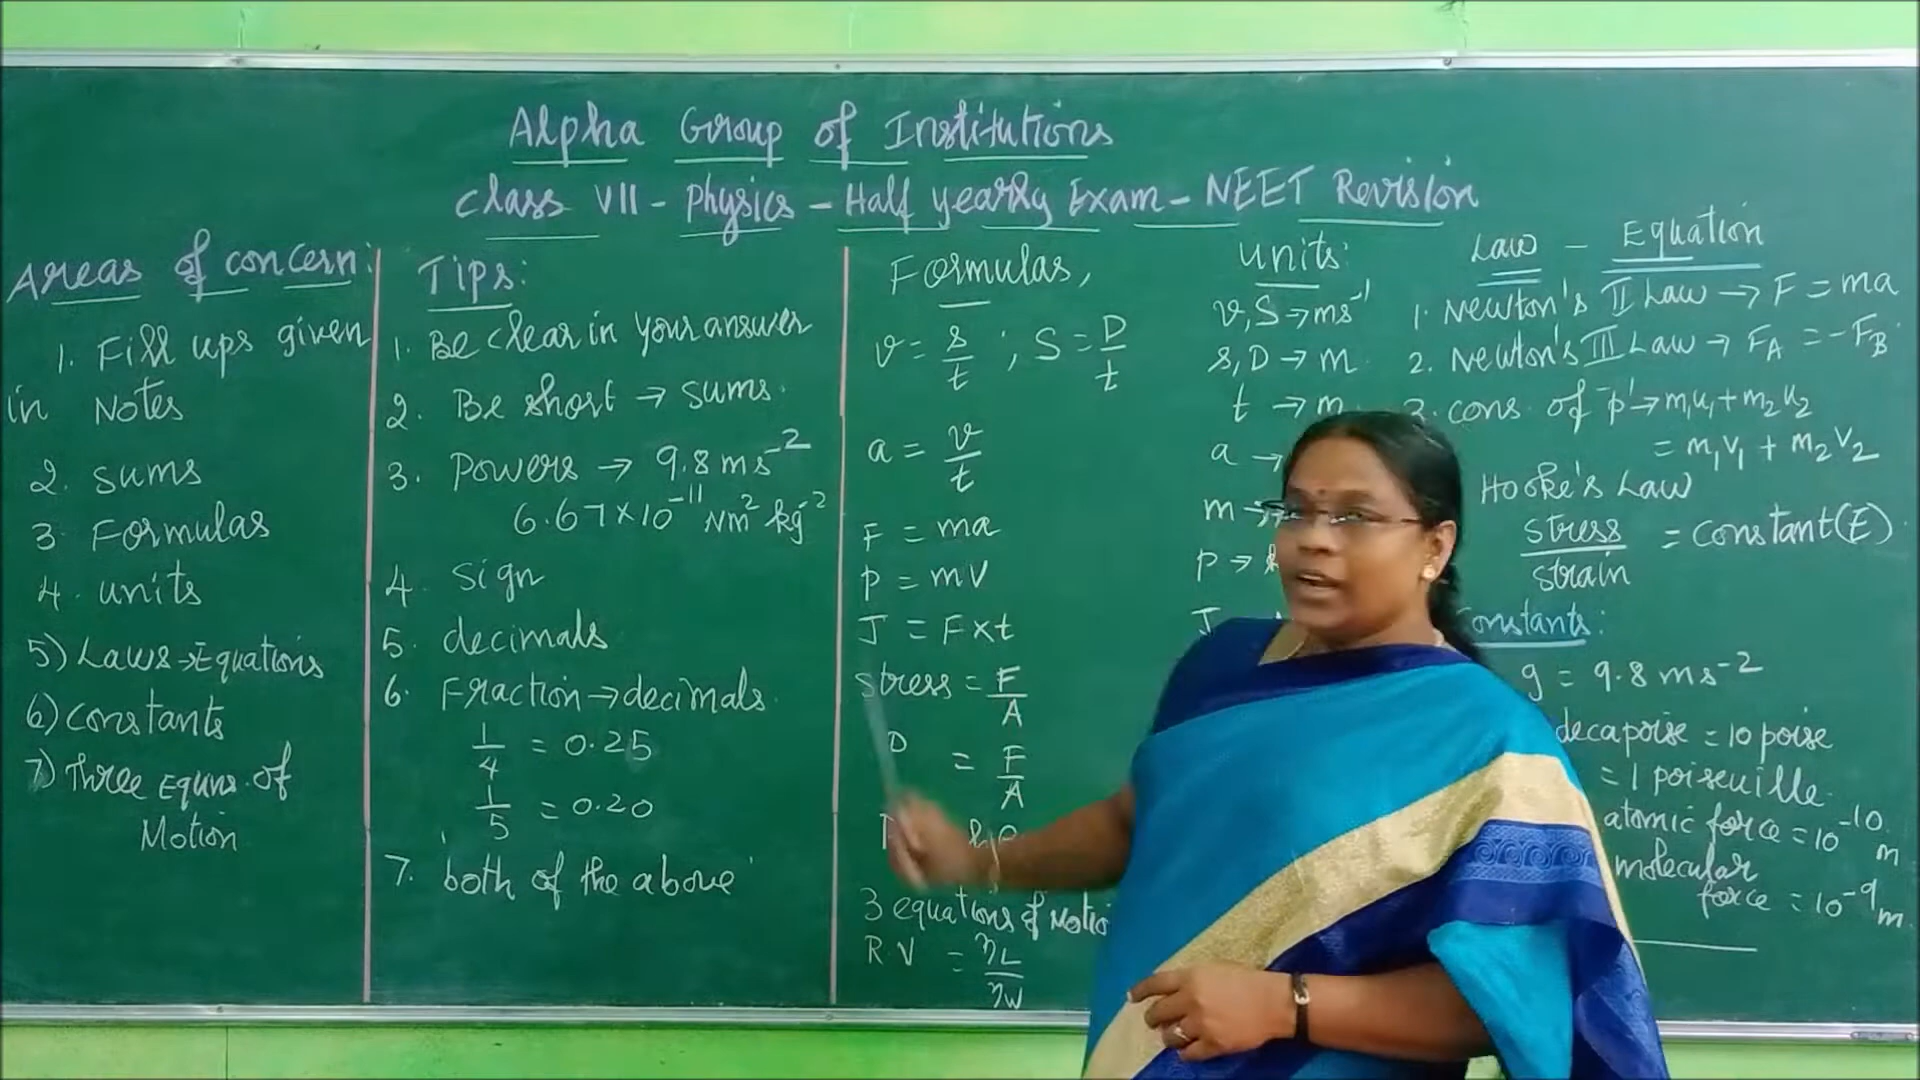 Alpha Group of Institutions
Class VII - Physics - Half yearly Exam - NEET Revision
Areas of concern:
1. Fill ups given
in Notes
2. sums
3 Formulas
4. units
5) Laws → Equations
6) constants
7) Three Equns. of
Motion
Tips:
1. Be clear in your answer
2. Be short → sums.
3. Powers → 9.8 ms⁻²
6.67 × 10⁻¹¹ Nm² kg⁻²
4. sign
5. decimals
6. Fraction → decimals.
1/4 = 0.25
1/5 = 0.20
7. 'both of the above'
Formulas,
v = s/t ; S = D/t
a = v/t
F = ma
p = mv
J = F×t
stress = F/A
= F/A
3 equations of Motio
RV = ηL/ηw
units:
v, S → ms⁻¹
s, D → m
t → m
a →
m →
p →
J
Law - Equation
1. Newton's II Law → F = ma
2. Newton's III Law → F_A = -F_B.
3. cons. of 'p' → m₁u₁ + m₂u₂
= m₁v₁ + m₂v₂
Hooke's Law
stress/strain = constant (E).
onstants:
g = 9.8 ms⁻²
decapoise = 10 poise
= 1 poiseuille.
atomic force = 10⁻¹⁰ m
molecular
force = 10⁻⁹ m